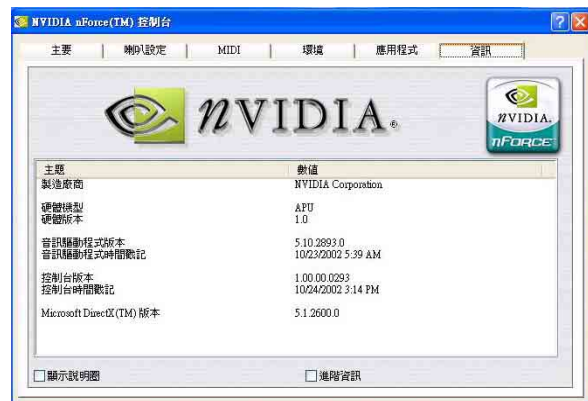 NVIDIA nForce(TM) 控制台
主要 喇叭設定 MIDI 環境 應用程式 資訊
NVIDIA.
NVIDIA.
nFORCE
主題 數值
製造廠商 NVIDIA Corporation
硬體機型 APU
硬體版本 1.0
音訊驅動程式版本 5.10.2893.0
音訊驅動程式時間戳記 10/23/2002 5:39 AM
控制台版本 1.00.00.0293
控制台時間戳記 10/24/2002 3:14 PM
Microsoft DirectX(TM) 版本 5.1.2600.0
顯示說明圈 進階資訊